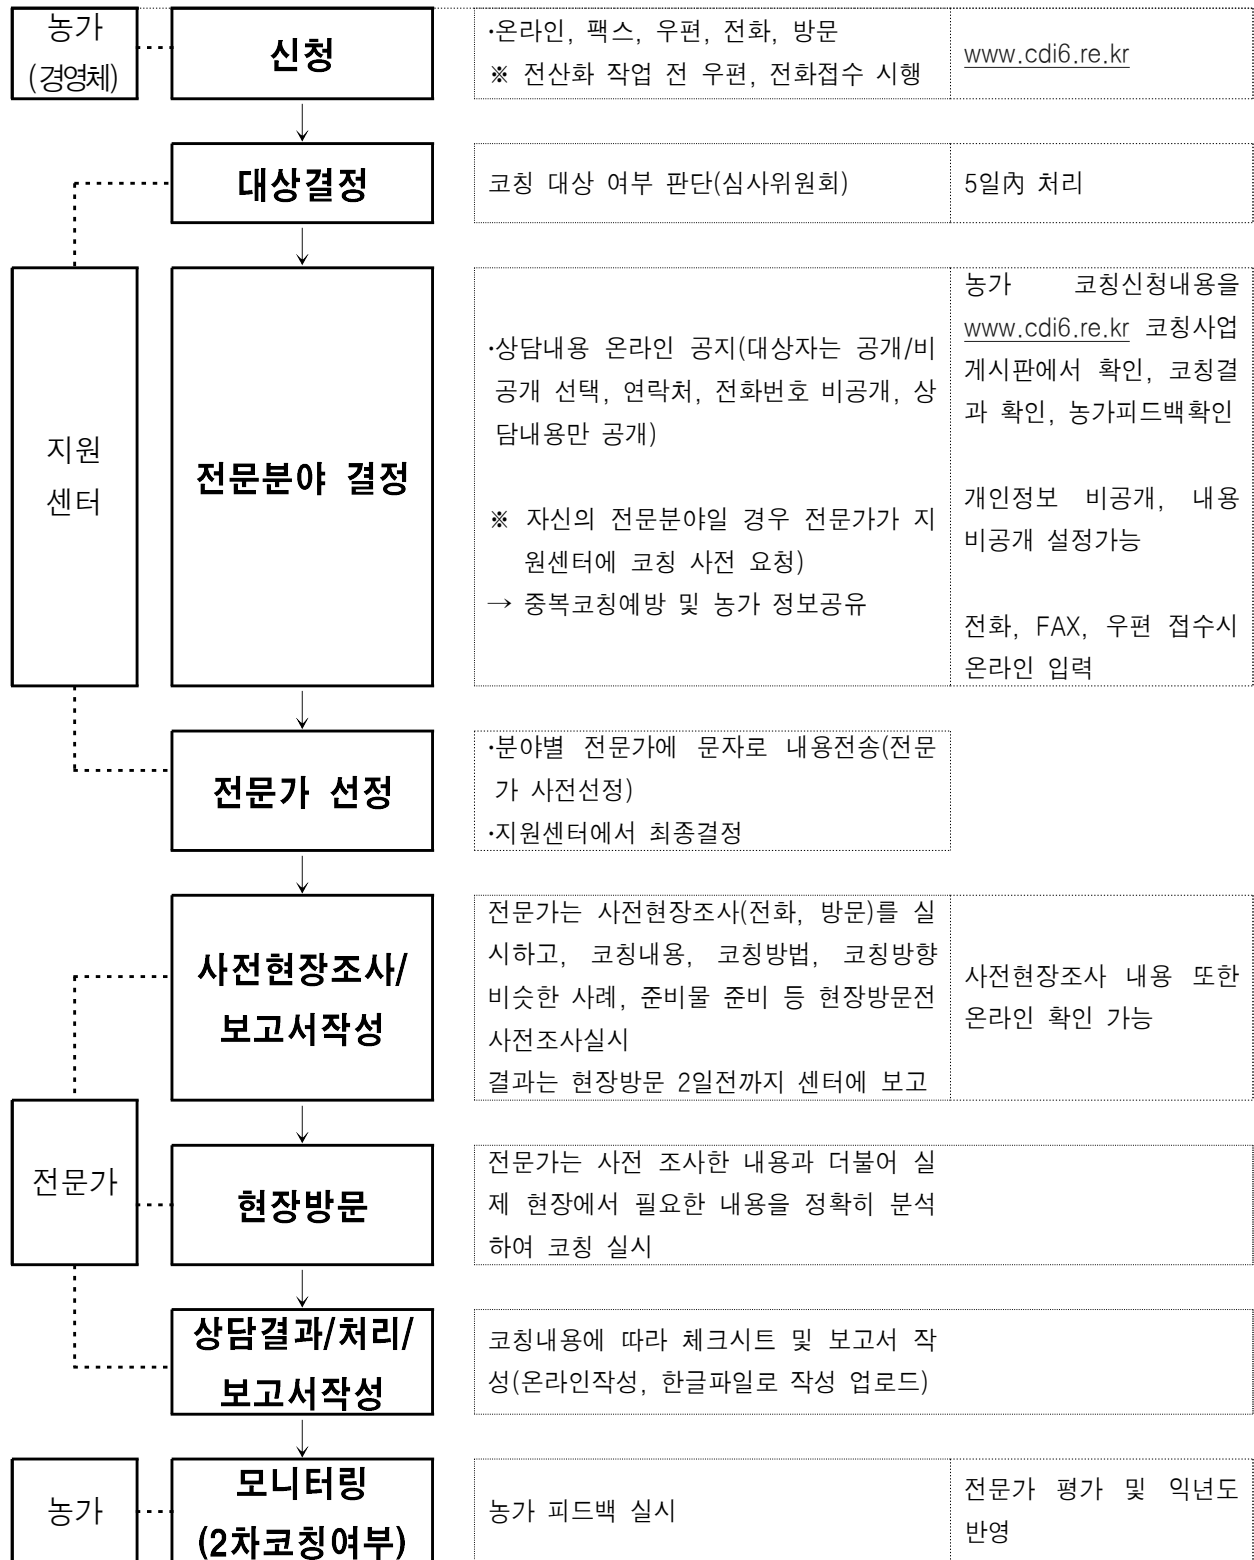 농가
(경영체)
신청
·온라인, 팩스, 우편, 전화, 방문
※ 전산화 작업 전 우편, 전화접수 시행
www.cdi6.re.kr
대상결정
코칭 대상 여부 판단(심사위원회)
5일內 처리
지원
센터
전문분야 결정
·상담내용 온라인 공지(대상자는 공개/비
공개 선택, 연락처, 전화번호 비공개, 상
담내용만 공개)
※ 자신의 전문분야일 경우 전문가가 지
원센터에 코칭 사전 요청)
→ 중복코칭예방 및 농가 정보공유
농가 코칭신청내용을
www.cdi6.re.kr 코칭사업
게시판에서 확인, 코칭결
과 확인, 농가피드백확인
개인정보 비공개, 내용
비공개 설정가능
전화, FAX, 우편 접수시
온라인 입력
전문가 선정
·분야별 전문가에 문자로 내용전송(전문
가 사전선정)
·지원센터에서 최종결정
사전현장조사/
보고서작성
전문가는 사전현장조사(전화, 방문)를 실
시하고, 코칭내용, 코칭방법, 코칭방향
비슷한 사례, 준비물 준비 등 현장방문전
사전조사실시
결과는 현장방문 2일전까지 센터에 보고
사전현장조사 내용 또한
온라인 확인 가능
전문가
현장방문
전문가는 사전 조사한 내용과 더불어 실
제 현장에서 필요한 내용을 정확히 분석
하여 코칭 실시
상담결과/처리/
보고서작성
코칭내용에 따라 체크시트 및 보고서 작
성(온라인작성, 한글파일로 작성 업로드)
농가
모니터링
(2차코칭여부)
농가 피드백 실시
전문가 평가 및 익년도
반영